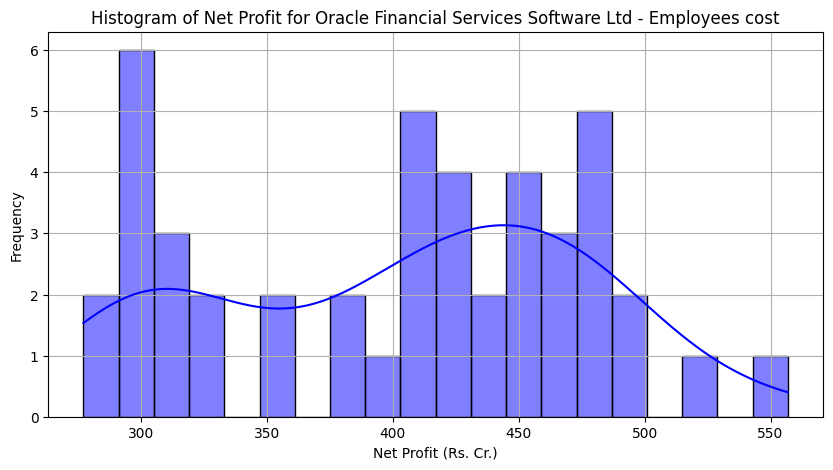 Histogram of Net Profit for Oracle Financial Services Software Ltd - Employees cost
6
5
4
3
2
1
0
Frequency
300 350 400 450 500 550
Net Profit (Rs. Cr.)